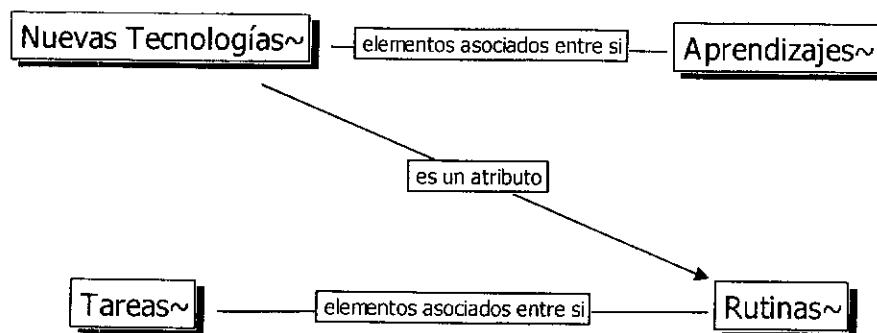 Nuevas Tecnologías~
elementos asociados entre si
Aprendizajes~
es un atributo
Tareas~
elementos asociados entre si
Rutinas~